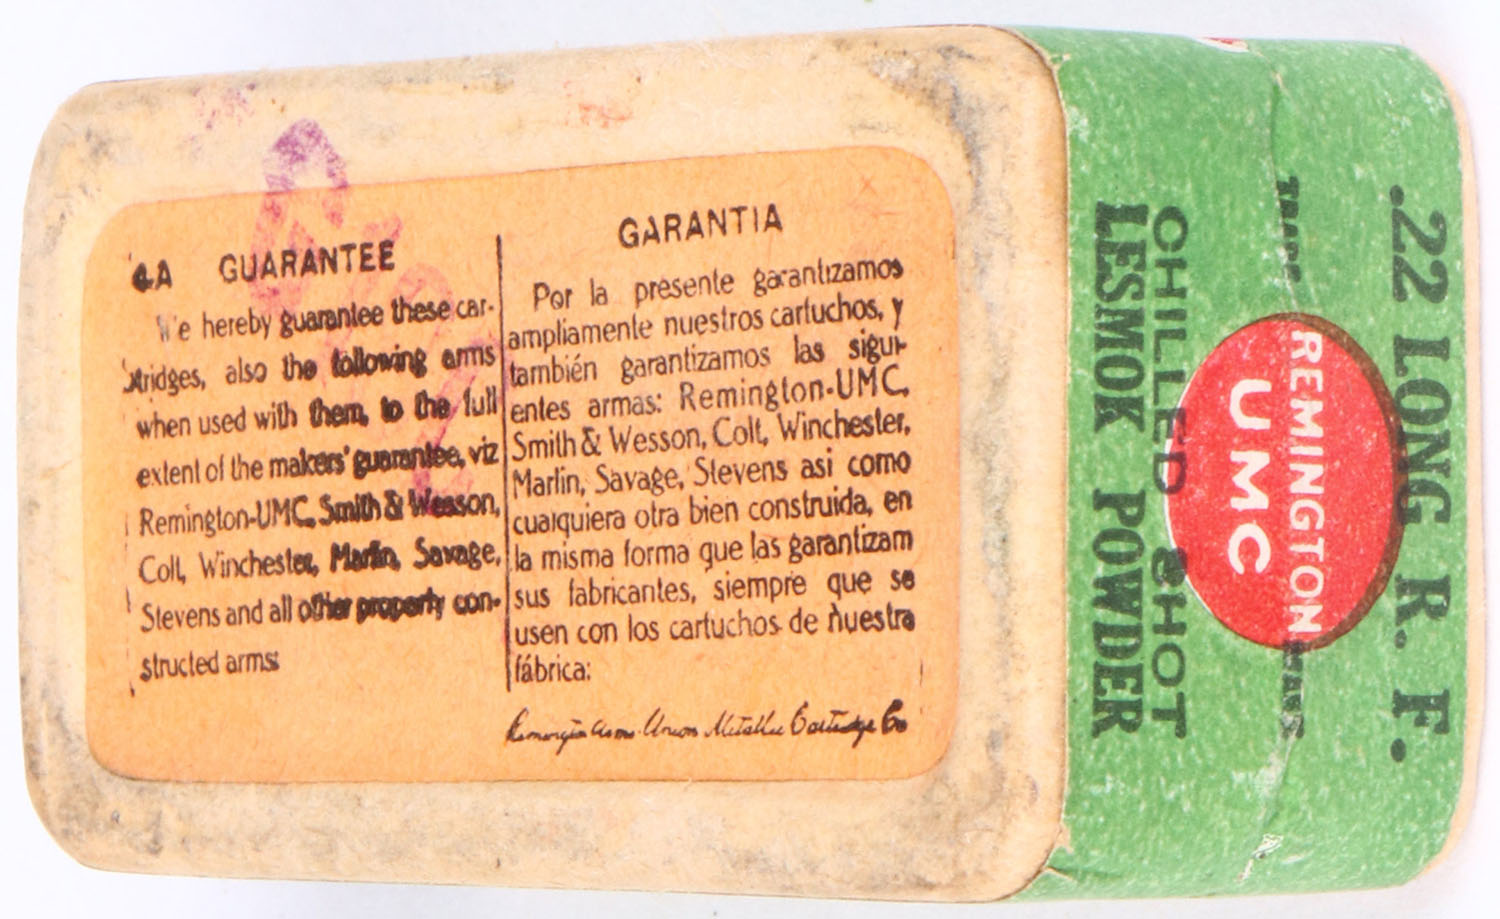 4A GUARANTEE
We hereby guarantee these car-
tridges, also the following arms
when used with them, to the full
extent of the makers' guarantee, viz
Remington-UMC, Smith & Wesson,
Colt, Winchester, Marlin, Savage,
Stevens and all other properly con-
structed arms:
GARANTIA
Por la presente garantizamos
ampliamente nuestros cartuchos, y
también garantizamos las sigui-
entes armas: Remington-UMC,
Smith & Wesson, Colt, Winchester,
Marlin, Savage, Stevens asi como
cualquiera otra bien construida, en
la misma forma que las garantizam
sus fabricantes, siempre que se
usen con los cartuchos de nuestra
fábrica:
Remington Arms-Union Metallic Cartridge Co
.22 LONG R. F.
TRADE MARK
REMINGTON
UMC
CHILLED SHOT
LESMOK POWDER